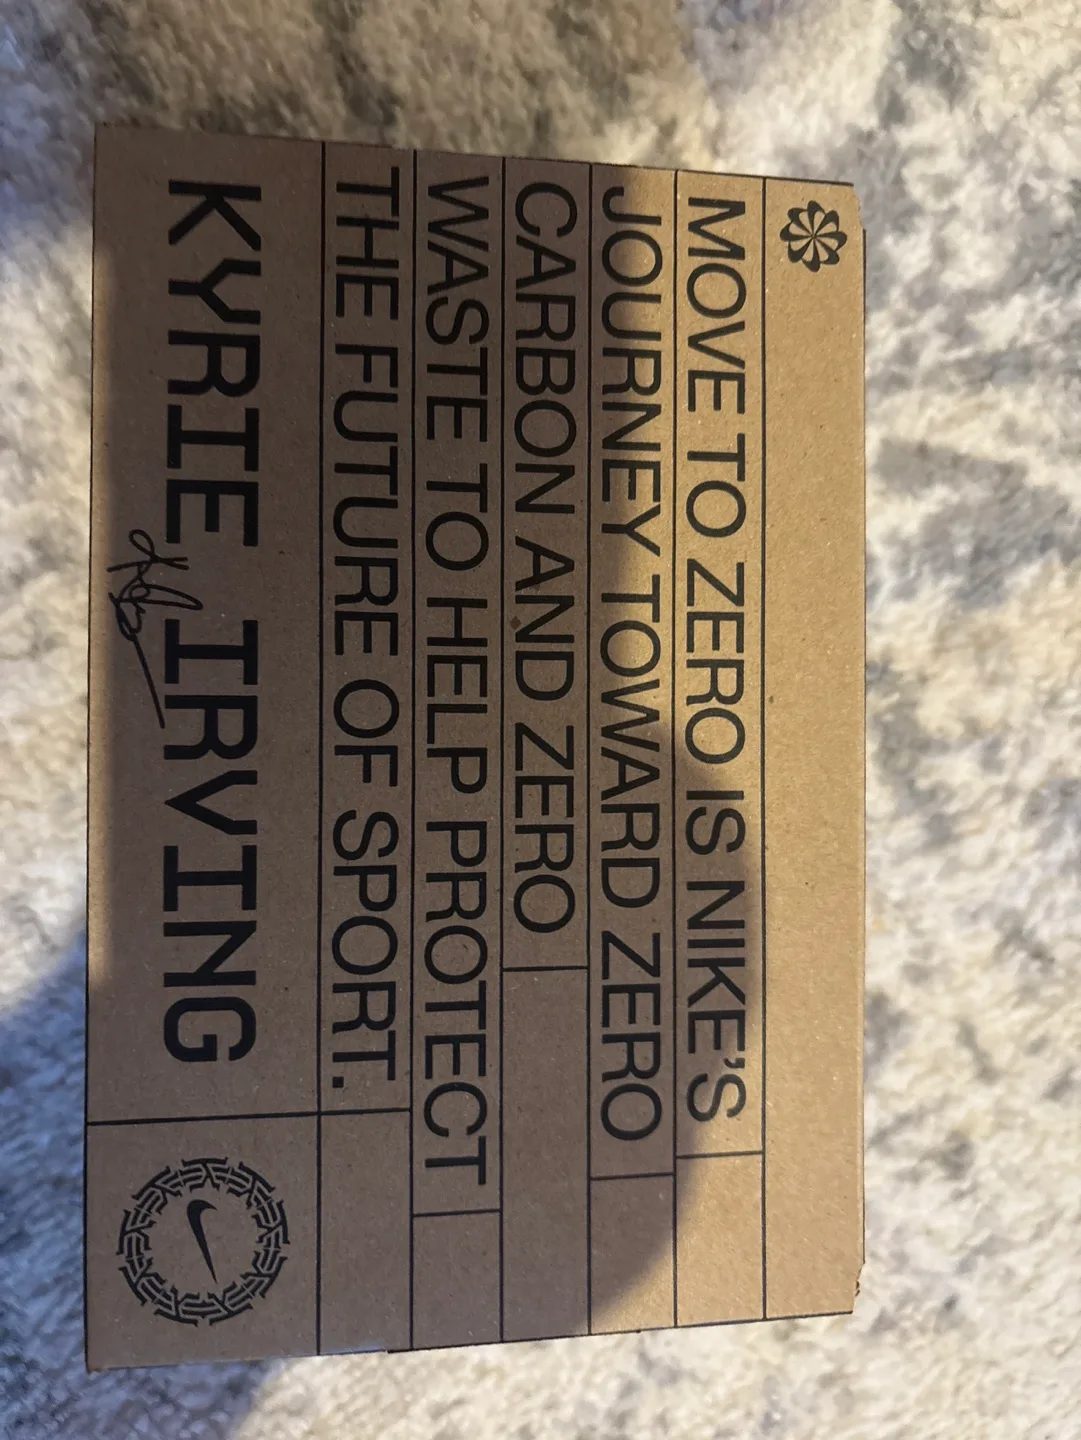 MOVE TO ZERO IS NIKE'S
JOURNEY TOWARD ZERO
CARBON AND ZERO
WASTE TO HELP PROTECT
THE FUTURE OF SPORT.
KYRIE IRVING